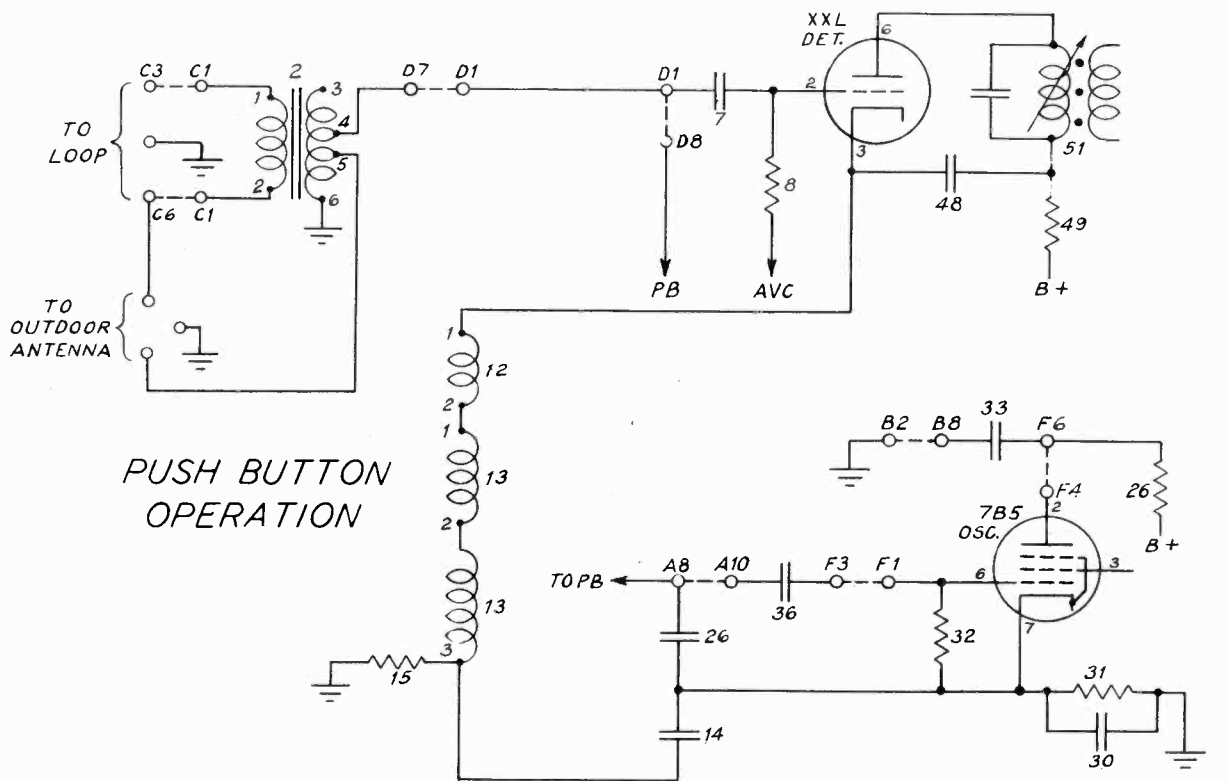 XXL
DET.
6
C3 C1
2
1 3
D7 D1
D1
4
2
7
TO
LOOP
5
D8
8
3
51
2 6
C6 C1
48
49
PB
AVC
B+
TO
OUTDOOR
ANTENNA
1
12
2
1
33
B2 B8 F6
PUSH BUTTON
OPERATION
13
2
26
F4
7B5
OSC.
2
B+
TO PB
A8 A10
F3 F1
6
3
36
13
26
32
7
3
15
31
14
30